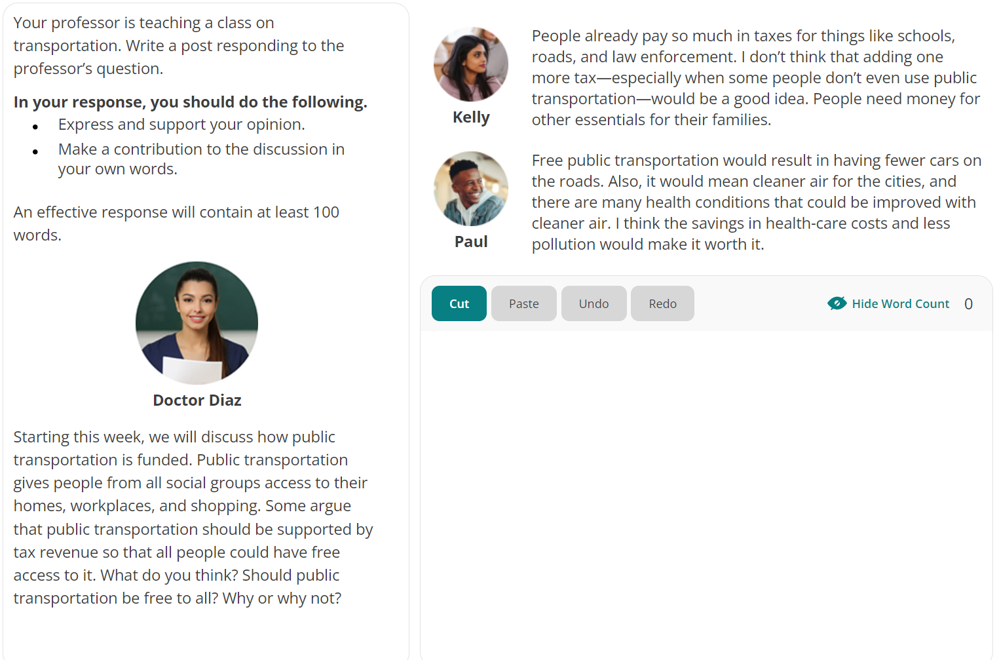 Your professor is teaching a class on
transportation. Write a post responding to the
professor’s question.
In your response, you should do the following.
• Express and support your opinion.
• Make a contribution to the discussion in
your own words.
An effective response will contain at least 100
words.
Doctor Diaz
Starting this week, we will discuss how public
transportation is funded. Public transportation
gives people from all social groups access to their
homes, workplaces, and shopping. Some argue
that public transportation should be supported by
tax revenue so that all people could have free
access to it. What do you think? Should public
transportation be free to all? Why or why not?
People already pay so much in taxes for things like schools,
roads, and law enforcement. I don’t think that adding one
more tax—especially when some people don’t even use public
transportation—would be a good idea. People need money for
other essentials for their families.
Kelly
Free public transportation would result in having fewer cars on
the roads. Also, it would mean cleaner air for the cities, and
there are many health conditions that could be improved with
cleaner air. I think the savings in health-care costs and less
pollution would make it worth it.
Paul
Cut Paste Undo Redo Hide Word Count 0